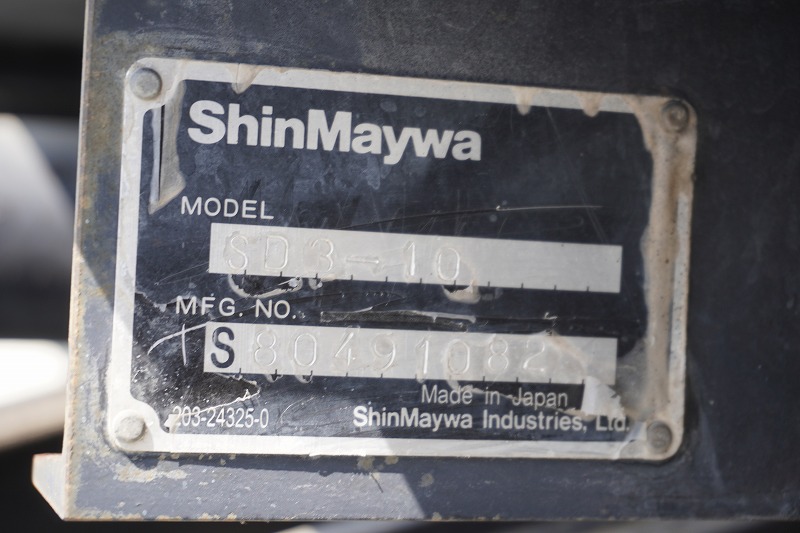 ShinMaywa
MODEL
SD3-10
MFG. NO.
S80491082
Made in Japan
203-24325-0
ShinMaywa Industries, Ltd.